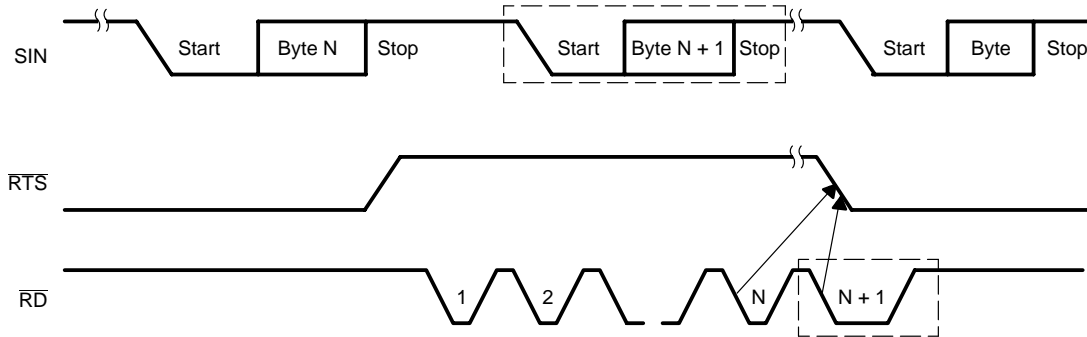 SIN Start Byte N Stop Start Byte N + 1 Stop Start Byte Stop
RTS
RD 1 2 N N + 1